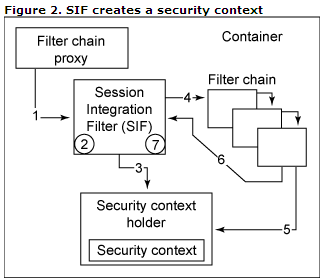 Figure 2. SIF creates a security context
Filter chain
proxy
Container
Session
Integration
Filter (SIF)
Filter chain
1
4
2
7
3
6
5
Security context
holder
Security context